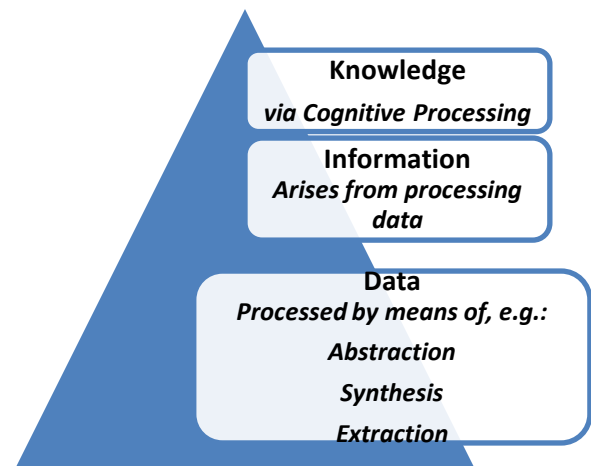 Knowledge
via Cognitive Processing
Information
Arises from processing
data
Data
Processed by means of, e.g.:
Abstraction
Synthesis
Extraction